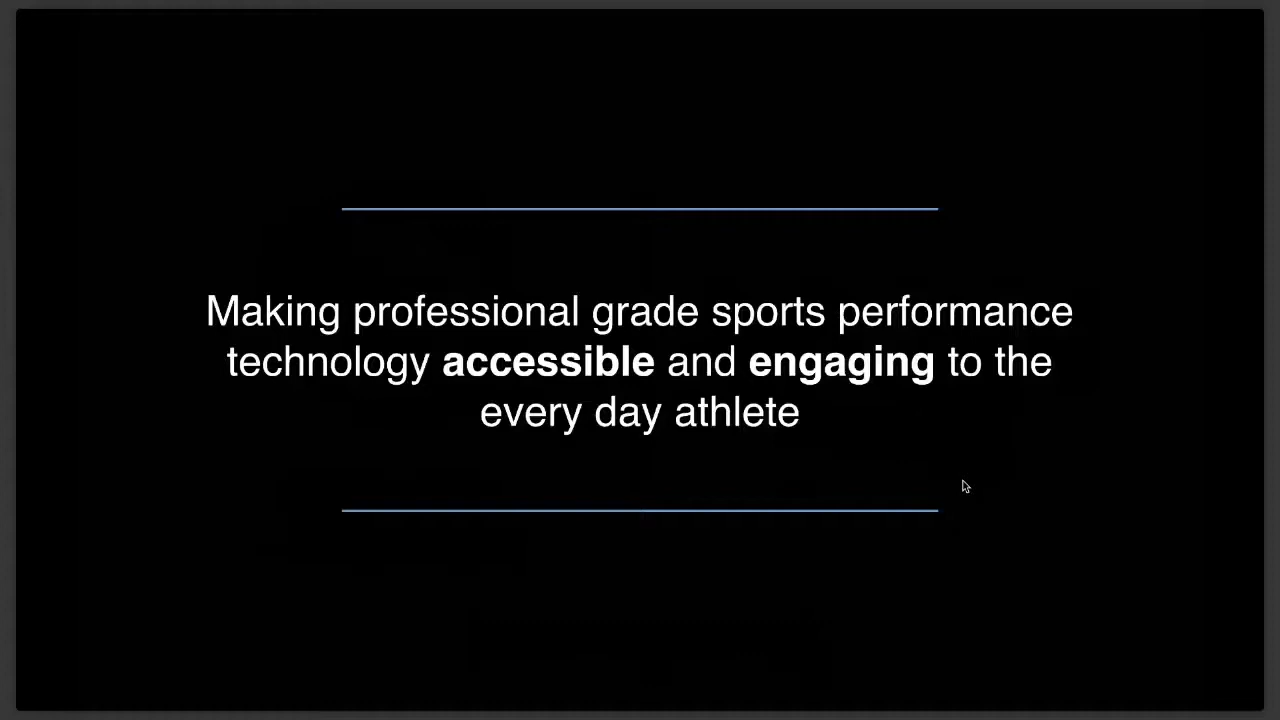 Making professional grade sports performance
technology accessible and engaging to the
every day athlete